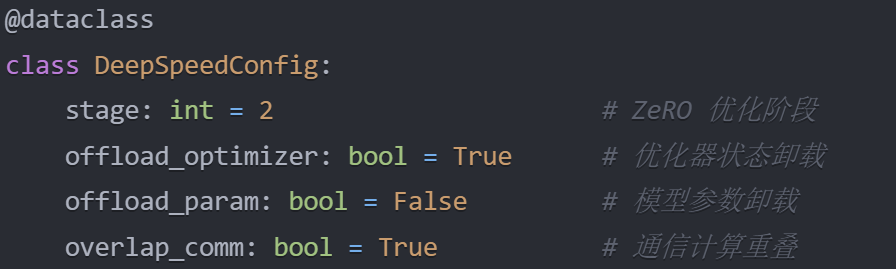 @dataclass
class DeepSpeedConfig:
    stage: int = 2                      # ZeRO 优化阶段
    offload_optimizer: bool = True      # 优化器状态卸载
    offload_param: bool = False         # 模型参数卸载
    overlap_comm: bool = True           # 通信计算重叠